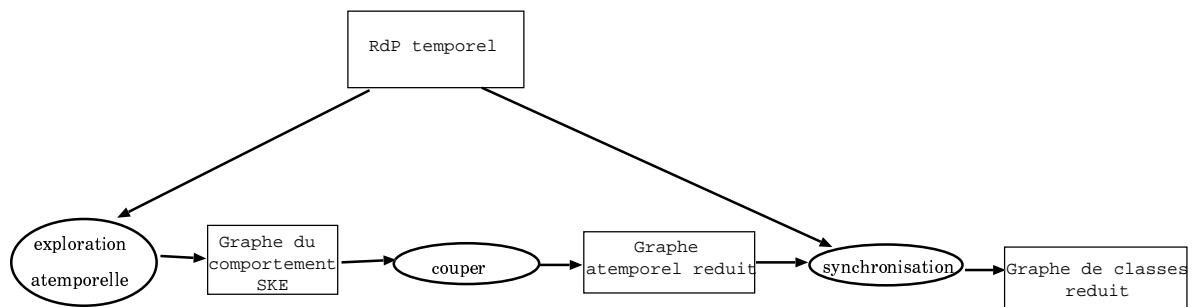 RdP temporel
exploration
atemporelle
Graphe du
comportement
SKE
couper
Graphe
atemporel reduit
synchronisation
Graphe de classes
reduit